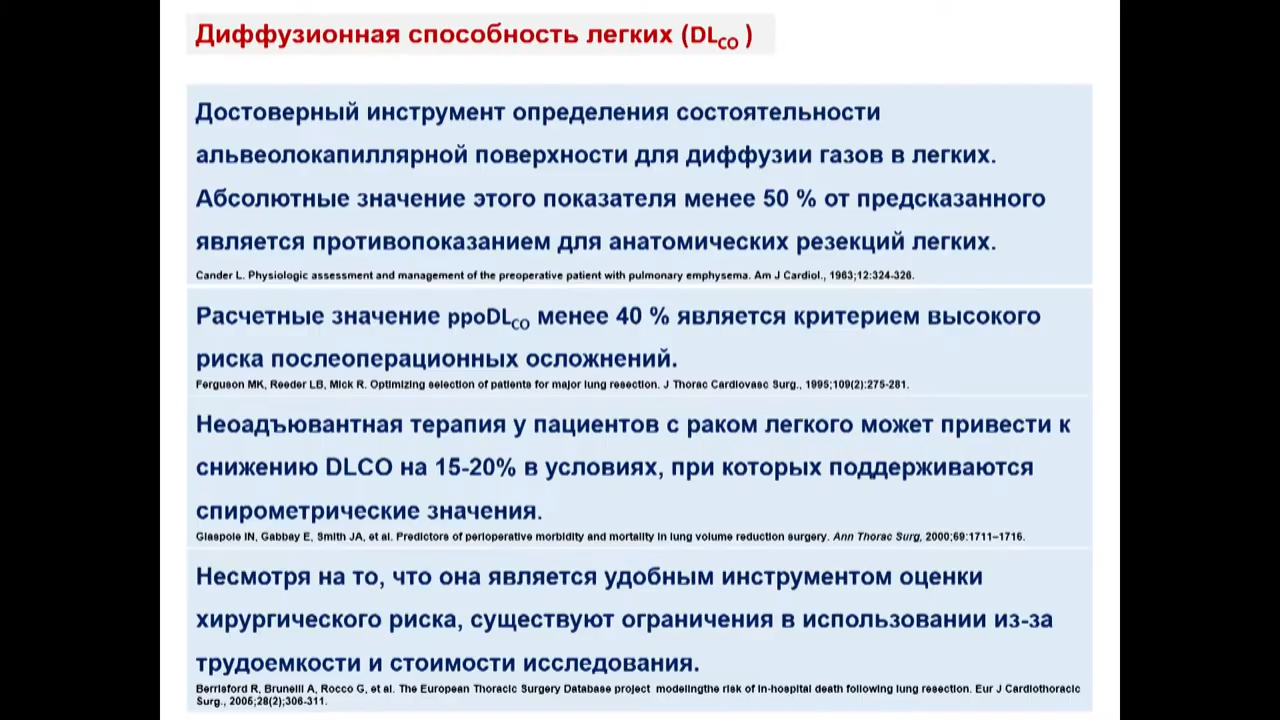 Диффузионная способность легких (DLCO )
Достоверный инструмент определения состоятельности
альвеолокапиллярной поверхности для диффузии газов в легких.
Абсолютные значение этого показателя менее 50 % от предсказанного
является противопоказанием для анатомических резекций легких.
Cander L. Physiologic assessment and management of the preoperative patient with pulmonary emphysema. Am J Cardiol., 1963;12:324-326.
Расчетные значение ppoDLCO менее 40 % является критерием высокого
риска послеоперационных осложнений.
Ferguson MK, Reeder LB, Mick R. Optimizing selection of patients for major lung resection. J Thorac Cardiovasc Surg., 1995;109(2):275-281.
Неоадъювантная терапия у пациентов с раком легкого может привести к
снижению DLCO на 15-20% в условиях, при которых поддерживаются
спирометрические значения.
Glaspole IN, Gabbay E, Smith JA, et al. Predictors of perioperative morbidity and mortality in lung volume reduction surgery. Ann Thorac Surg, 2000;69:1711–1716.
Несмотря на то, что она является удобным инструментом оценки
хирургического риска, существуют ограничения в использовании из-за
трудоемкости и стоимости исследования.
Berrisford R, Brunelli A, Rocco G, et al. The European Thoracic Surgery Database project modelingthe risk of in-hospital death following lung resection. Eur J Cardiothoracic
Surg., 2005;28(2);306-311.